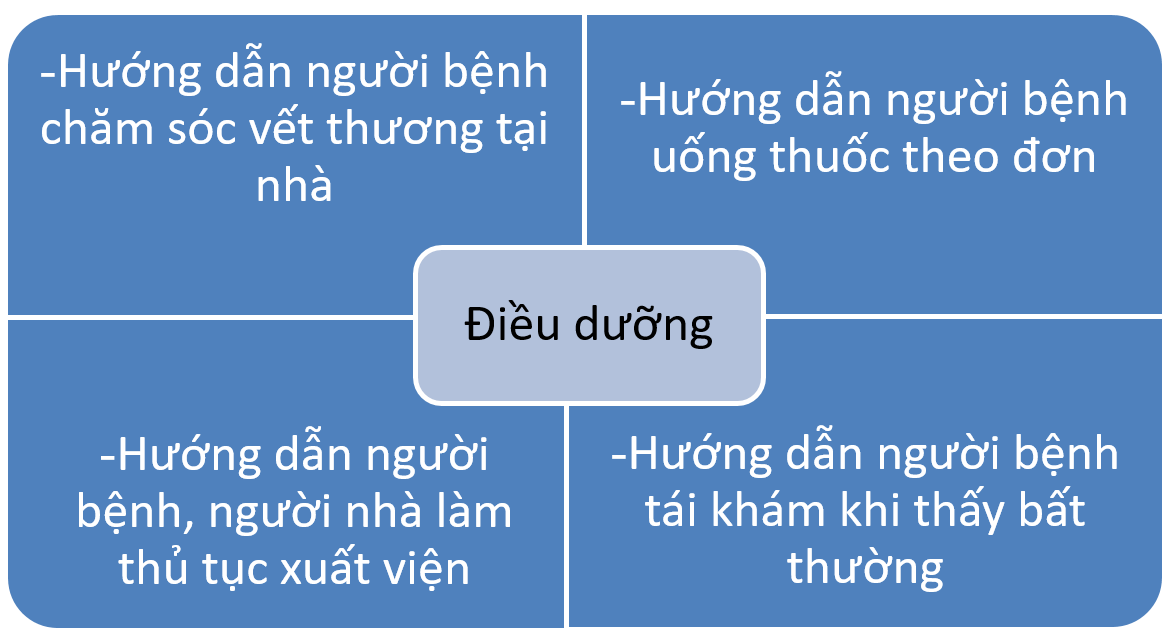 -Hướng dẫn người bệnh
chăm sóc vết thương tại
nhà
-Hướng dẫn người bệnh
uống thuốc theo đơn
Điều dưỡng
-Hướng dẫn người
bệnh, người nhà làm
thủ tục xuất viện
-Hướng dẫn người bệnh
tái khám khi thấy bất
thường